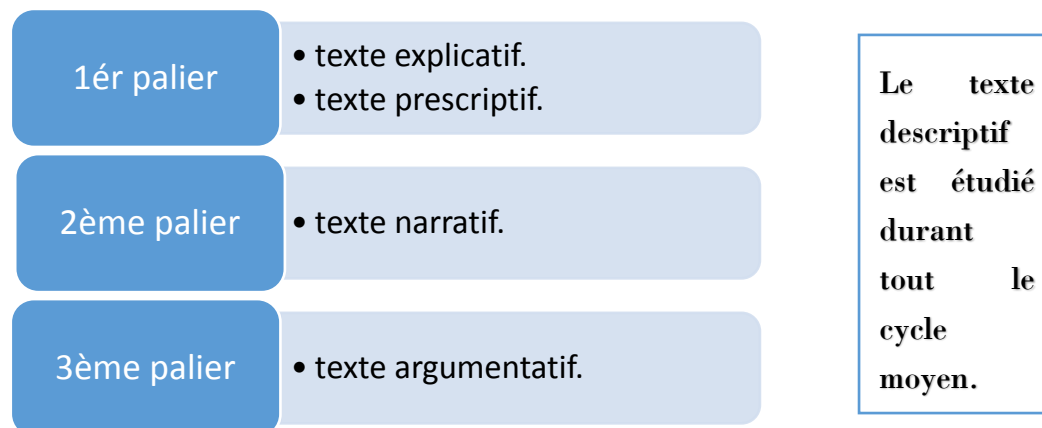 1ér palier
• texte explicatif.
• texte prescriptif.
2ème palier
• texte narratif.
3ème palier
• texte argumentatif.
Le texte
descriptif
est étudié
durant
tout le
cycle
moyen.